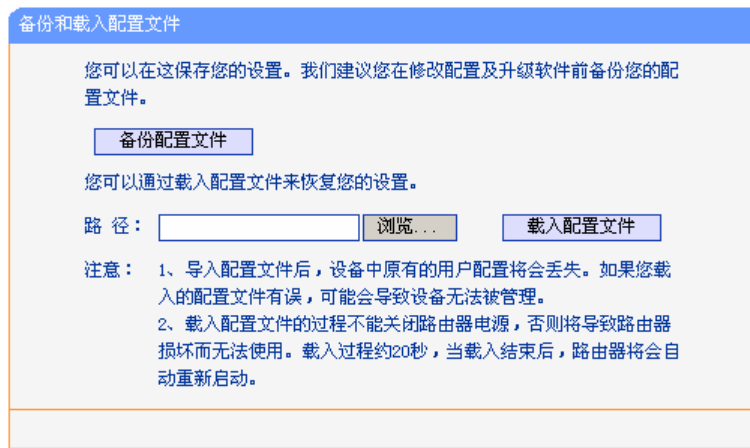 备份和载入配置文件
您可以在这保存您的设置。我们建议您在修改配置及升级软件前备份您的配
置文件。
备份配置文件
您可以通过载入配置文件来恢复您的设置。
路 径： 浏览... 载入配置文件
注意： 1、导入配置文件后，设备中原有的用户配置将会丢失。如果您载
入的配置文件有误，可能会导致设备无法被管理。
2、载入配置文件的过程不能关闭路由器电源，否则将导致路由器
损坏而无法使用。载入过程约20秒，当载入结束后，路由器将会自
动重新启动。